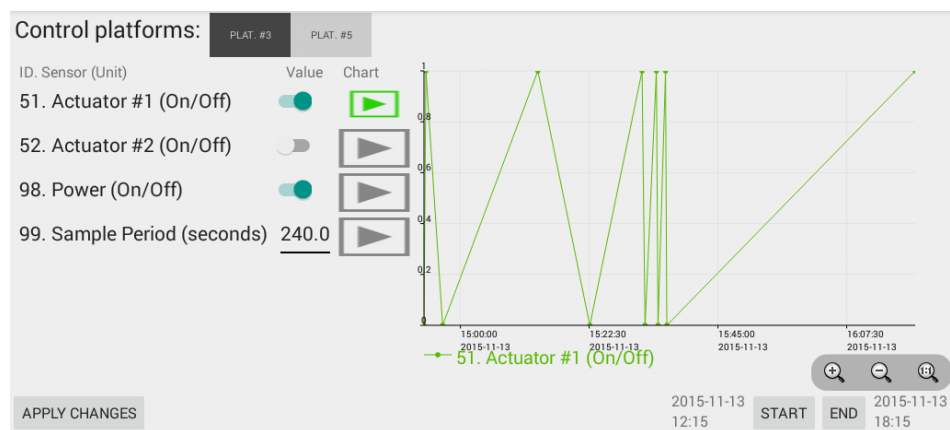 Control platforms: PLAT. #3 PLAT. #5
ID. Sensor (Unit) Value Chart
51. Actuator #1 (On/Off)
52. Actuator #2 (On/Off)
98. Power (On/Off)
99. Sample Period (seconds) 240.0
1
0,8
0,6
0,4
0,2
0
15:00:00 15:22:30 15:45:00 16:07:30
2015-11-13 2015-11-13 2015-11-13 2015-11-13
51. Actuator #1 (On/Off)
1:1
APPLY CHANGES
2015-11-13 12:15 START END 2015-11-13 18:15